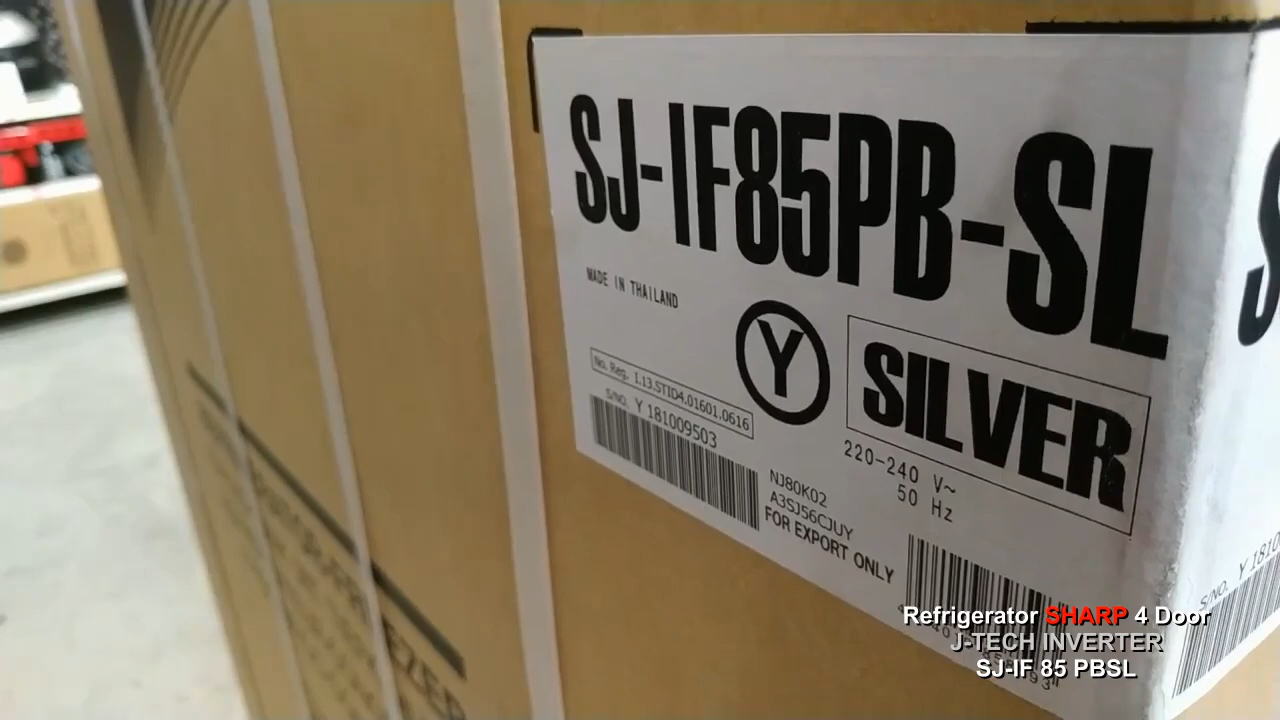 SJ-IF85PB-SL
MADE IN THAILAND
Y
SILVER
No. Reg. I.13.STID4.01601.0616
S/NO. Y 181009503
220-240 V~
50 Hz
NJ80K02
A3SJ56CJUY
FOR EXPORT ONLY
S/NO.
Refrigerator SHARP 4 Door
J-TECH INVERTER
SJ-IF 85 PBSL